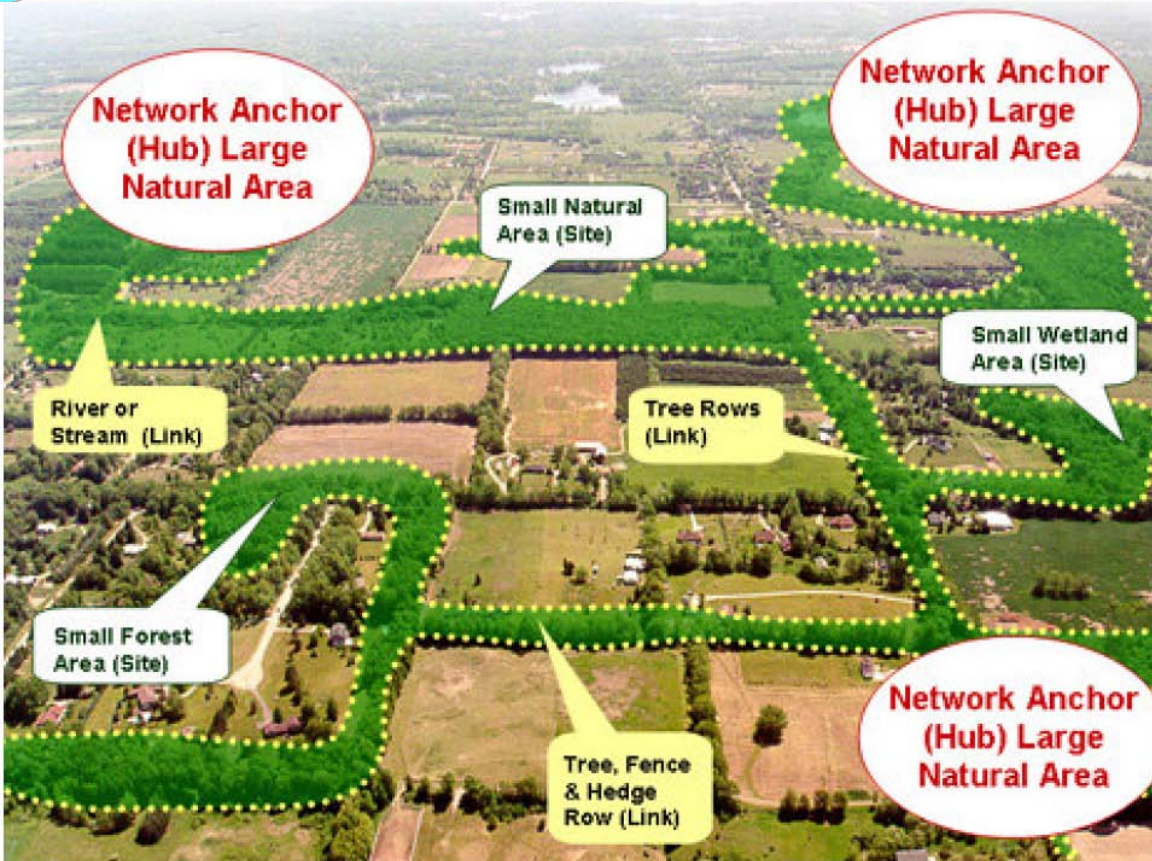 Network Anchor
(Hub) Large
Natural Area
Network Anchor
(Hub) Large
Natural Area
Small Natural
Area (Site)
Small Wetland
Area (Site)
River or
Stream (Link)
Tree Rows
(Link)
Small Forest
Area (Site)
Tree, Fence
& Hedge
Row (Link)
Network Anchor
(Hub) Large
Natural Area